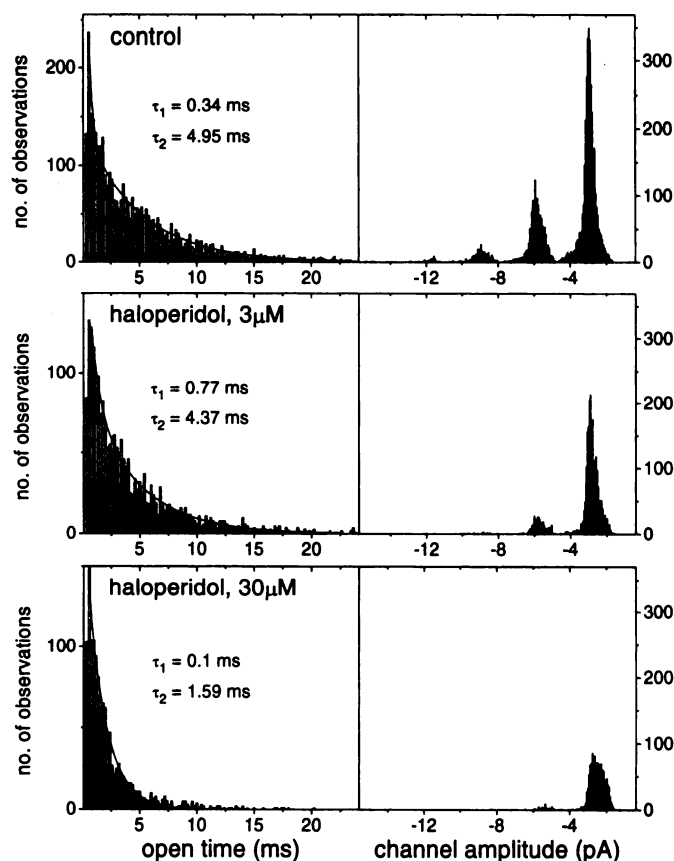 control
no. of observations
200
100
0
τ1 = 0.34 ms
τ2 = 4.95 ms
5 10 15 20
300
200
100
0
-12 -8 -4
haloperidol, 3μM
no. of observations
100
0
τ1 = 0.77 ms
τ2 = 4.37 ms
5 10 15 20
300
200
100
0
-12 -8 -4
haloperidol, 30μM
no. of observations
100
0
τ1 = 0.1 ms
τ2 = 1.59 ms
5 10 15 20
300
200
100
0
-12 -8 -4
open time (ms)
channel amplitude (pA)